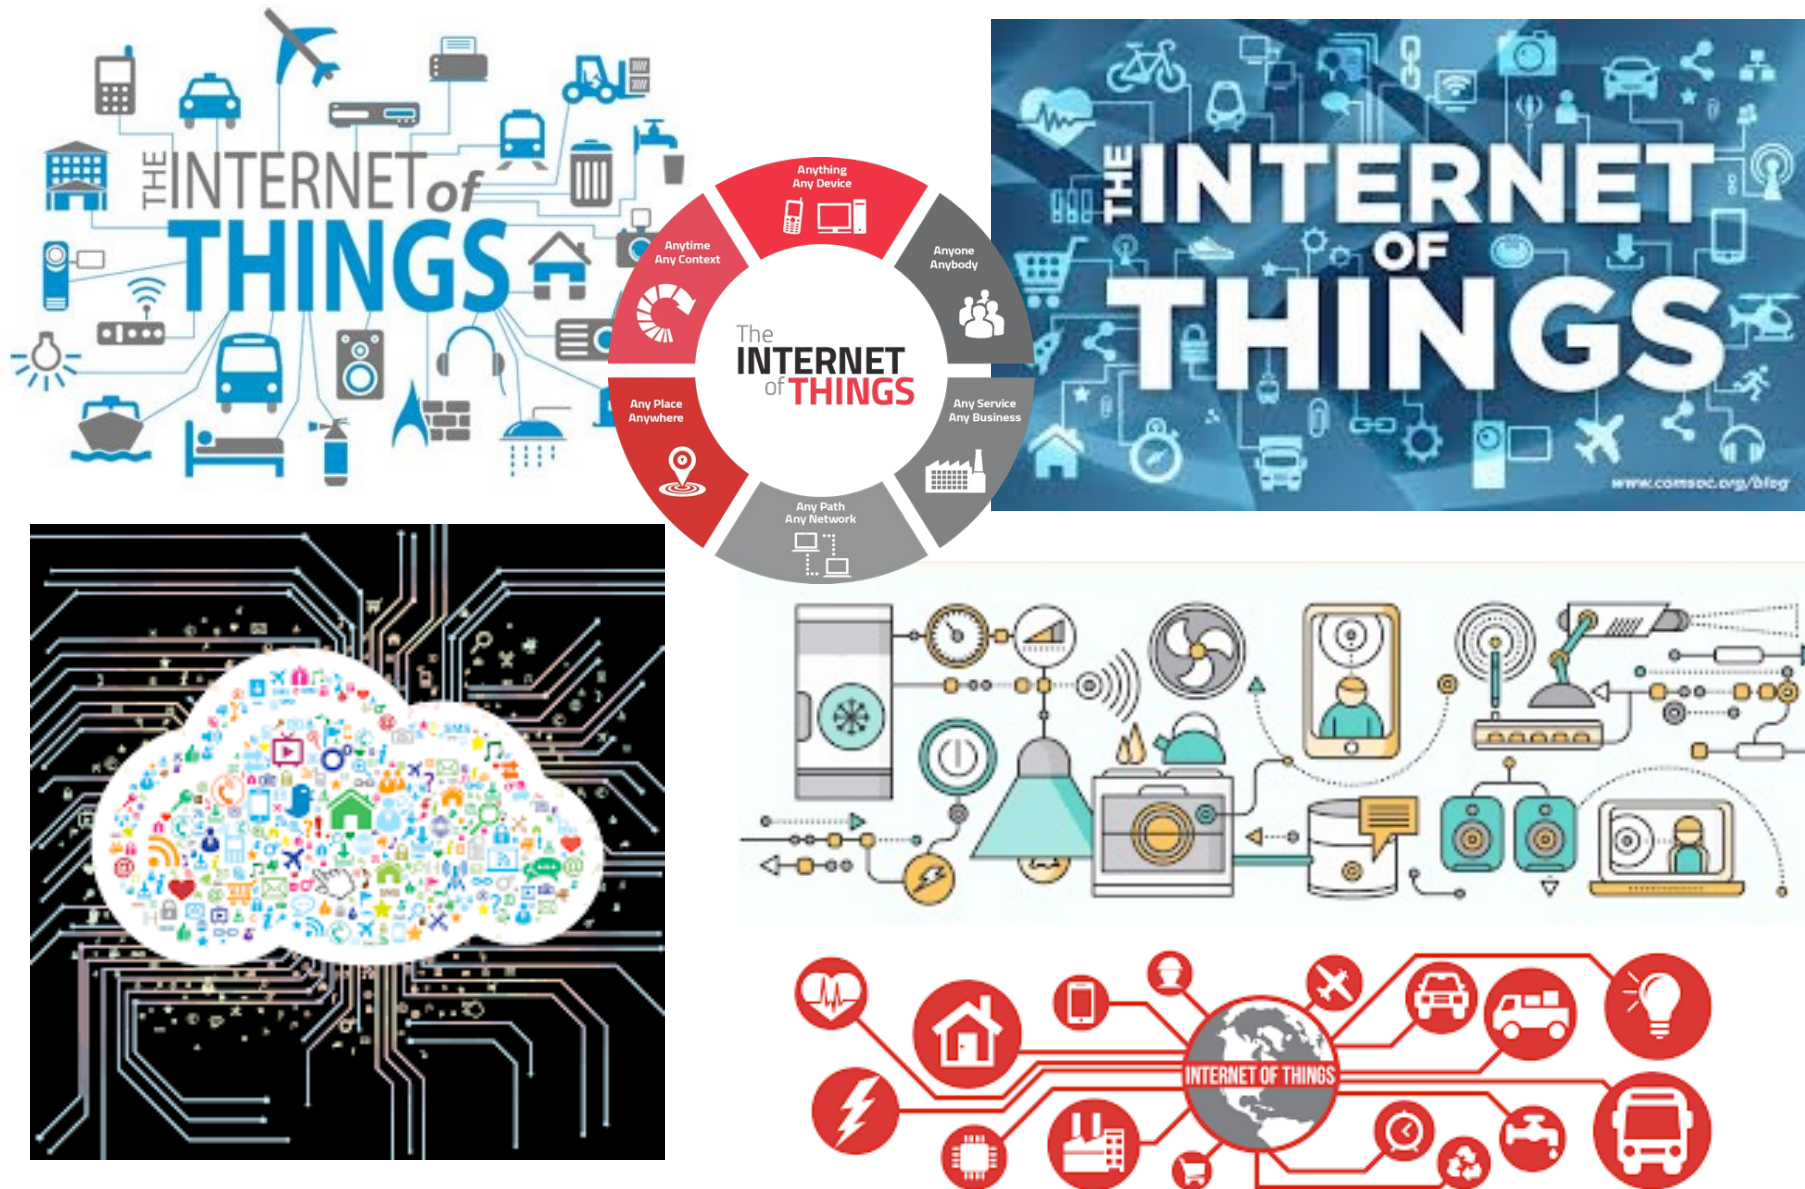 THE INTERNET of
THINGS
Anything
Any Device
Anytime
Any Context
Anyone
Anybody
The
INTERNET
of THINGS
Any Place
Anywhere
Any Service
Any Business
Any Path
Any Network
THE INTERNET
OF
THINGS
www.comsoc.org/blog
SMS
SMS
INTERNET OF THINGS